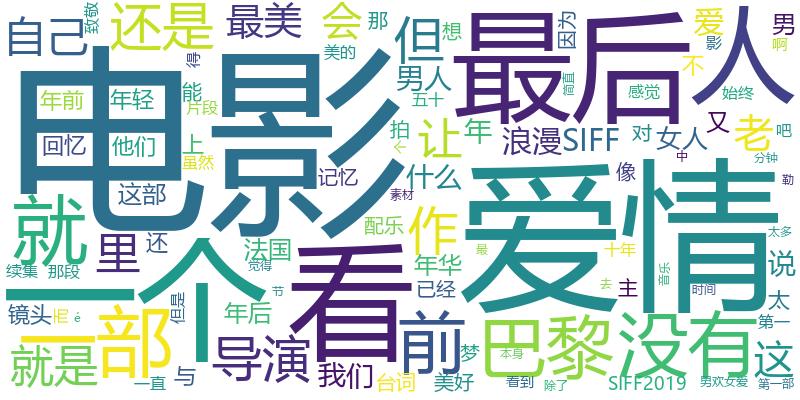 致敬
自己
还是
最美
会
那
想
但
最后
因为
爱
影
男
啊
人
电影
美的
得
年前
年轻
能
片段
男人
五十
简直
不
感觉
始终
回忆
他们
上
虽然
拍
让
年
浪漫SIFF
对
女人
又
老
吧
这部
记忆
个
什么
素材
像
中
分钟
勒
就
里
还
法国
配乐
作
爱情
太多
续集
那段
一个
觉得
看
年华
最
十年
音乐
说
镜头
呢
é
但是
节
年后
已经
去
主
时间
太
第一
一部
导演
前
巴黎
没有
这
就是
一直
与
我们
台词
梦
美好
本身
看到
除了
SIFF2019
男欢女爱
第一部